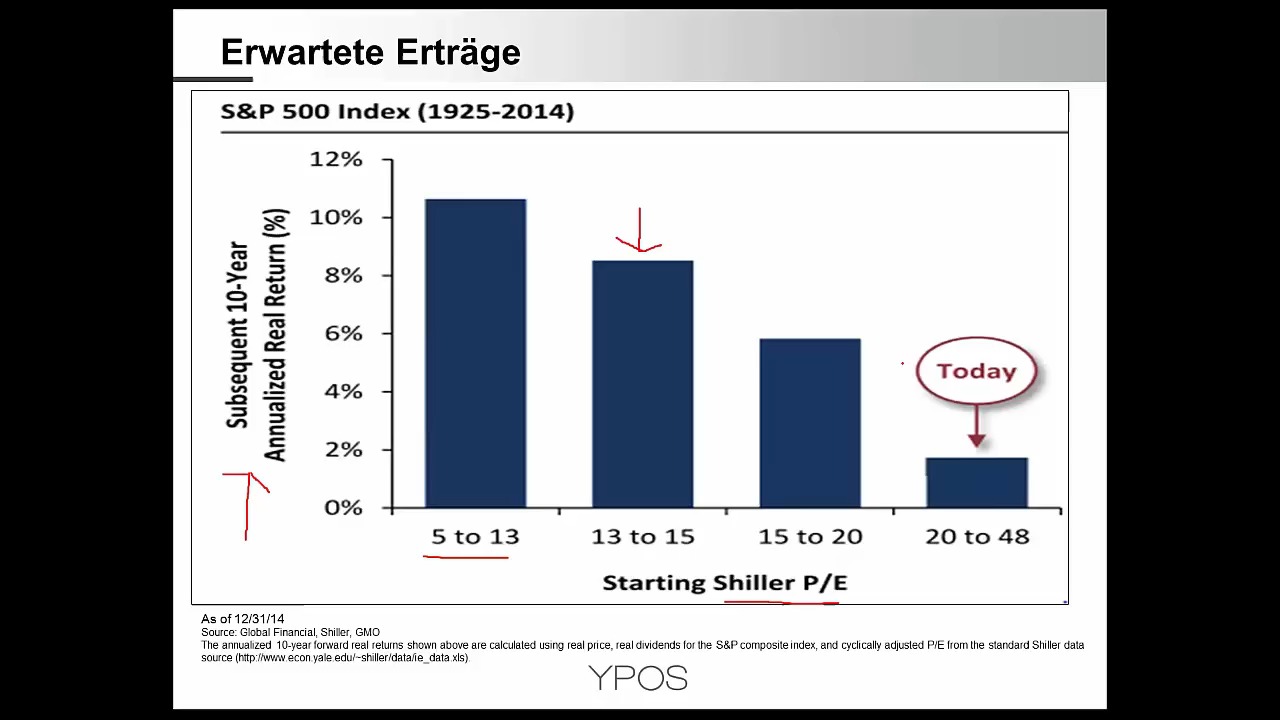 Erwartete Erträge
S&P 500 Index (1925-2014)
Subsequent 10-Year
Annualized Real Return (%)
12%
10%
8%
6%
4%
2%
0%
Today
5 to 13
13 to 15
15 to 20
20 to 48
Starting Shiller P/E
As of 12/31/14
Source: Global Financial, Shiller, GMO
The annualized 10-year forward real returns shown above are calculated using real price, real dividends for the S&P composite index, and cyclically adjusted P/E from the standard Shiller data
source (http://www.econ.yale.edu/~shiller/data/ie_data.xls).
YPOS